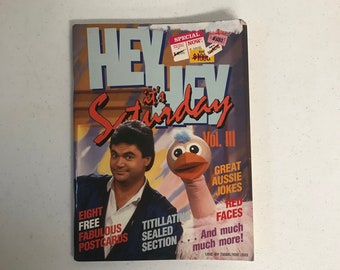 SPECIAL
NOW
HEY
HEY
it's
Saturday
Vol. III
GREAT
AUSSIE
JOKES
RED
FACES
EIGHT
FREE
FABULOUS
POSTCARDS
TITILLATING
SEALED
SECTION
. . . And much
much more!